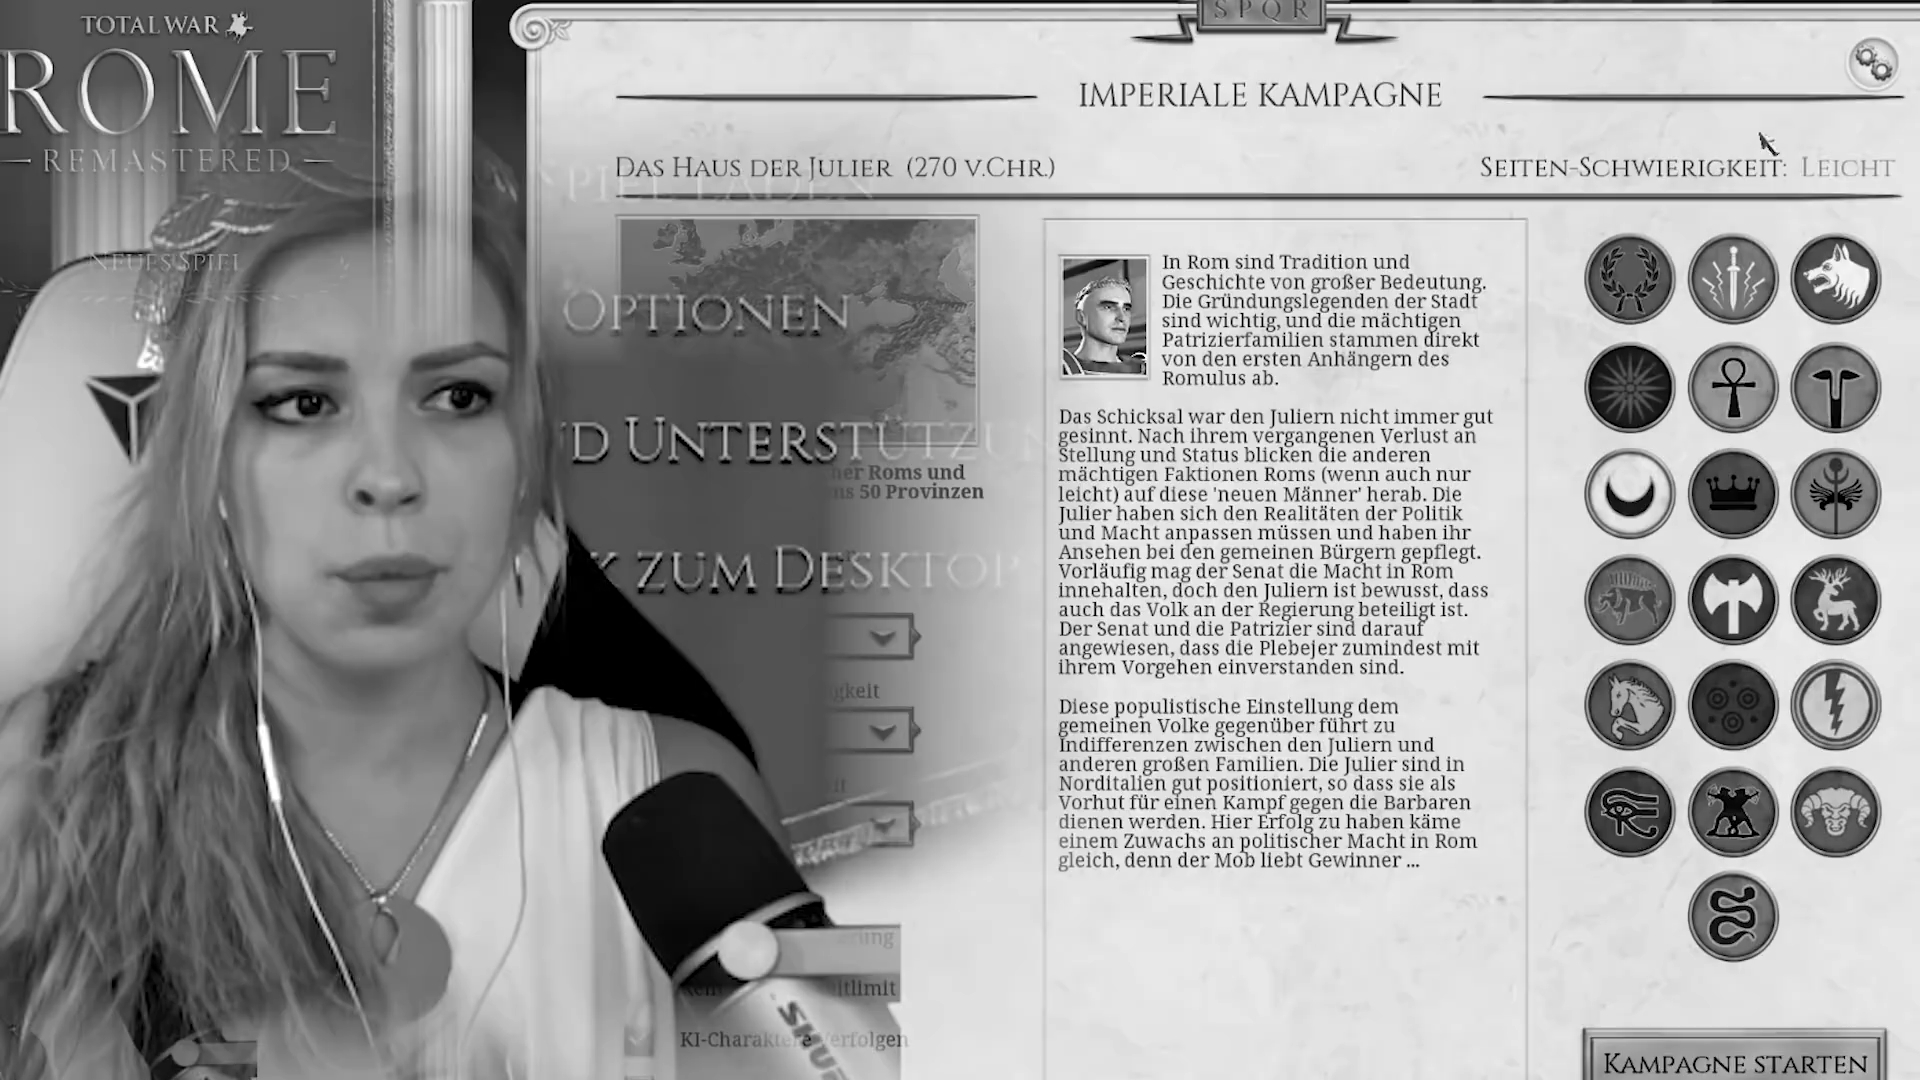 TOTAL WAR
ROME
REMASTERED
NEUES SPIEL
SPIEL LADEN
OPTIONEN
D UNTERSTÜTZU
K ZUM DESKTOP
SPQR
IMPERIALE KAMPAGNE
DAS HAUS DER JULIER (270 V.CHR.)
SEITEN-SCHWIERIGKEIT: LEICHT
her Roms und
50 Provinzen
In Rom sind Tradition und
Geschichte von großer Bedeutung.
Die Gründungslegenden der Stadt
sind wichtig, und die mächtigen
Patrizierfamilien stammen direkt
von den ersten Anhängern des
Romulus ab.
Das Schicksal war den Juliern nicht immer gut
gesinnt. Nach ihrem vergangenen Verlust an
Stellung und Status blicken die anderen
mächtigen Faktionen Roms (wenn auch nur
leicht) auf diese 'neuen Männer' herab. Die
Julier haben sich den Realitäten der Politik
und Macht anpassen müssen und haben ihr
Ansehen bei den gemeinen Bürgern gepflegt.
Vorläufig mag der Senat die Macht in Rom
innehalten, doch den Juliern ist bewusst, dass
auch das Volk an der Regierung beteiligt ist.
Der Senat und die Patrizier sind darauf
angewiesen, dass die Plebejer zumindest mit
ihrem Vorgehen einverstanden sind.
Diese populistische Einstellung dem
gemeinen Volke gegenüber führt zu
Indifferenzen zwischen den Juliern und
anderen großen Familien. Die Julier sind in
Norditalien gut positioniert, so dass sie als
Vorhut für einen Kampf gegen die Barbaren
dienen werden. Hier Erfolg zu haben käme
einem Zuwachs an politischer Macht in Rom
gleich, denn der Mob liebt Gewinner ...
gkeit
itlimit
KI-Charaktere verfolgen
SHUR
KAMPAGNE STARTEN